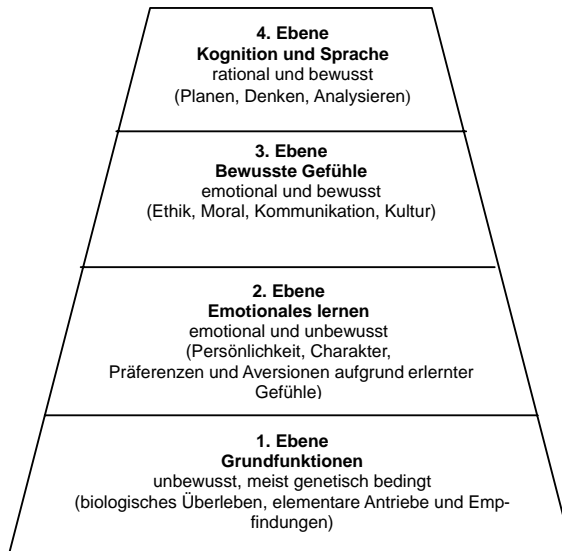 4. Ebene
Kognition und Sprache
rational und bewusst
(Planen, Denken, Analysieren)
3. Ebene
Bewusste Gefühle
emotional und bewusst
(Ethik, Moral, Kommunikation, Kultur)
2. Ebene
Emotionales lernen
emotional und unbewusst
(Persönlichkeit, Charakter,
Präferenzen und Aversionen aufgrund erlernter
Gefühle)
1. Ebene
Grundfunktionen
unbewusst, meist genetisch bedingt
(biologisches Überleben, elementare Antriebe und Emp-
findungen)